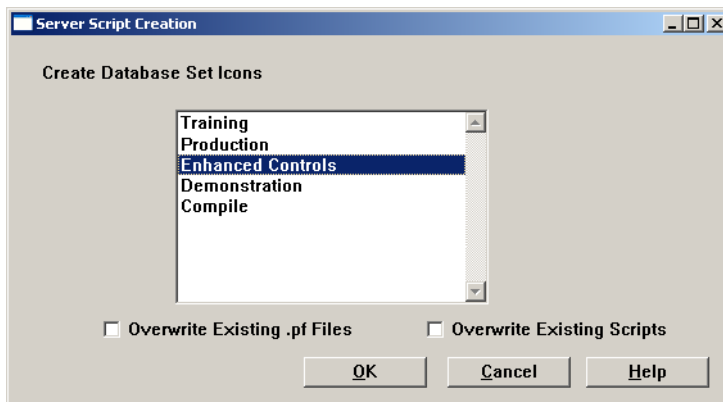 Server Script Creation
Create Database Set Icons
Training
Production
Enhanced Controls
Demonstration
Compile
Overwrite Existing .pf Files Overwrite Existing Scripts
OK Cancel Help